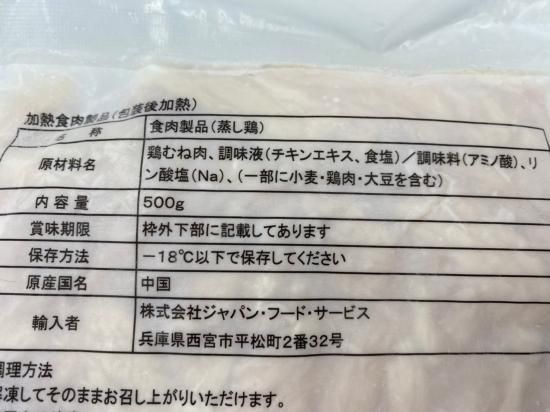 加熱食肉製品(包装後加熱)
名 称 食肉製品(蒸し鶏)
原材料名 鶏むね肉、調味液(チキンエキス、食塩)/調味料(アミノ酸)、リ
ン酸塩(Na)、(一部に小麦・鶏肉・大豆を含む)
内 容 量 500g
賞味期限 枠外下部に記載してあります
保存方法 −18℃以下で保存してください
原産国名 中国
輸入者 株式会社ジャパン・フード・サービス
兵庫県西宮市平松町2番32号
調理方法
解凍してそのままお召し上がりいただけます。